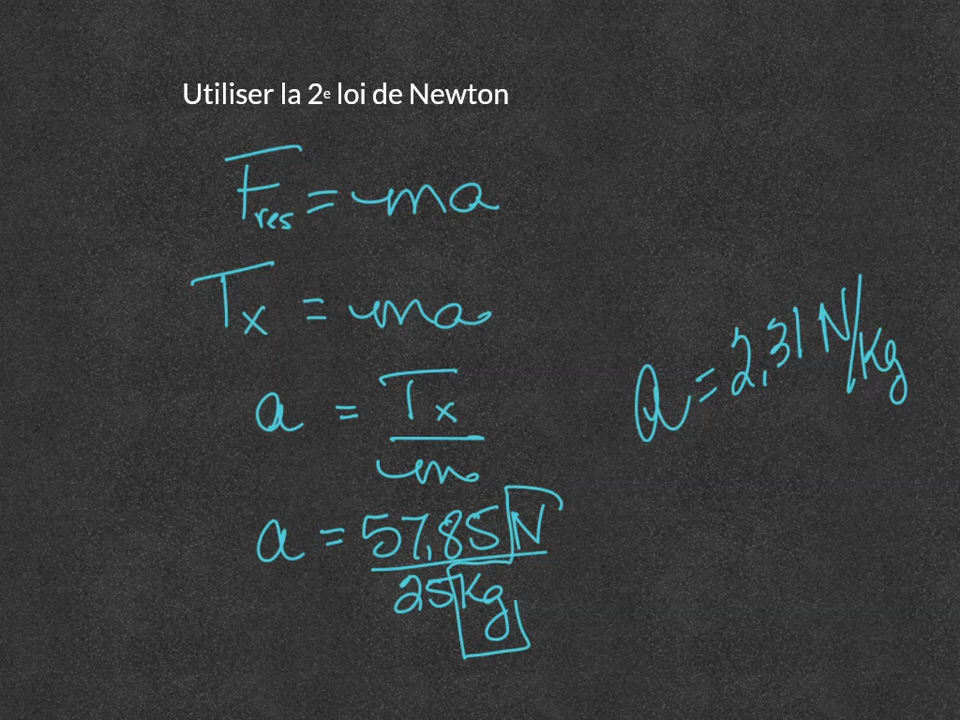 Utiliser la 2e loi de Newton
Fres = ma
Tx = ma
a = Tx / m
a = 57,85 N / 25 kg
a = 2,31 N/kg